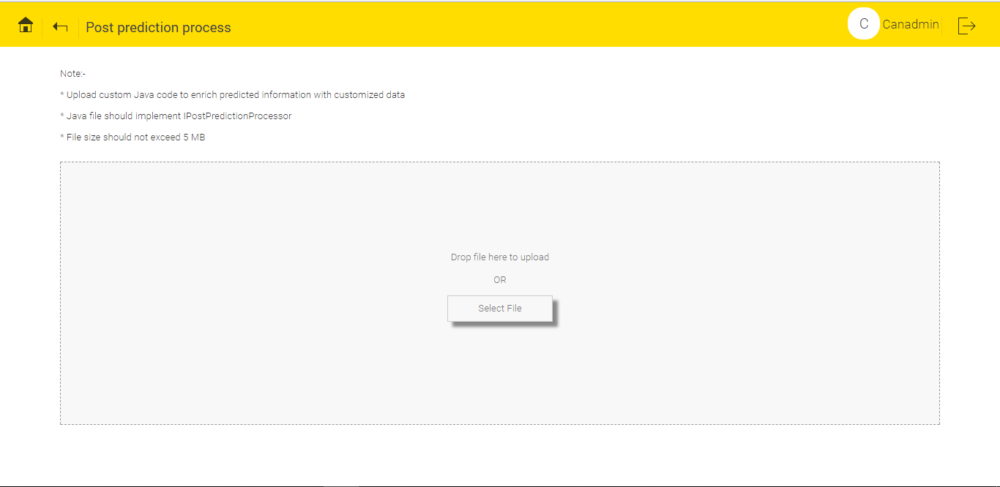 Post prediction process
C Canadmin
Note:-
* Upload custom Java code to enrich predicted information with customized data
* Java file should implement IPostPredictionProcessor
* File size should not exceed 5 MB
Drop file here to upload
OR
Select File